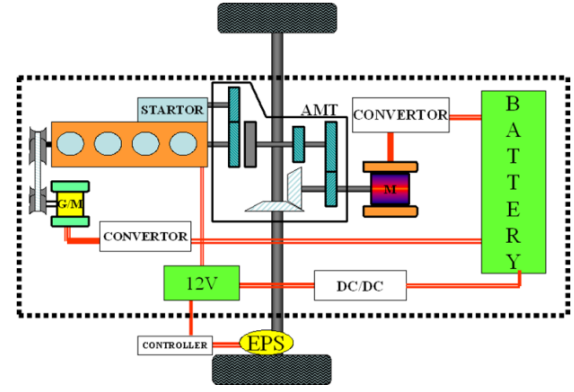 STARTOR
AMT
CONVERTOR
BATTERY
G/M
M
CONVERTOR
12V
DC/DC
CONTROLLER
EPS